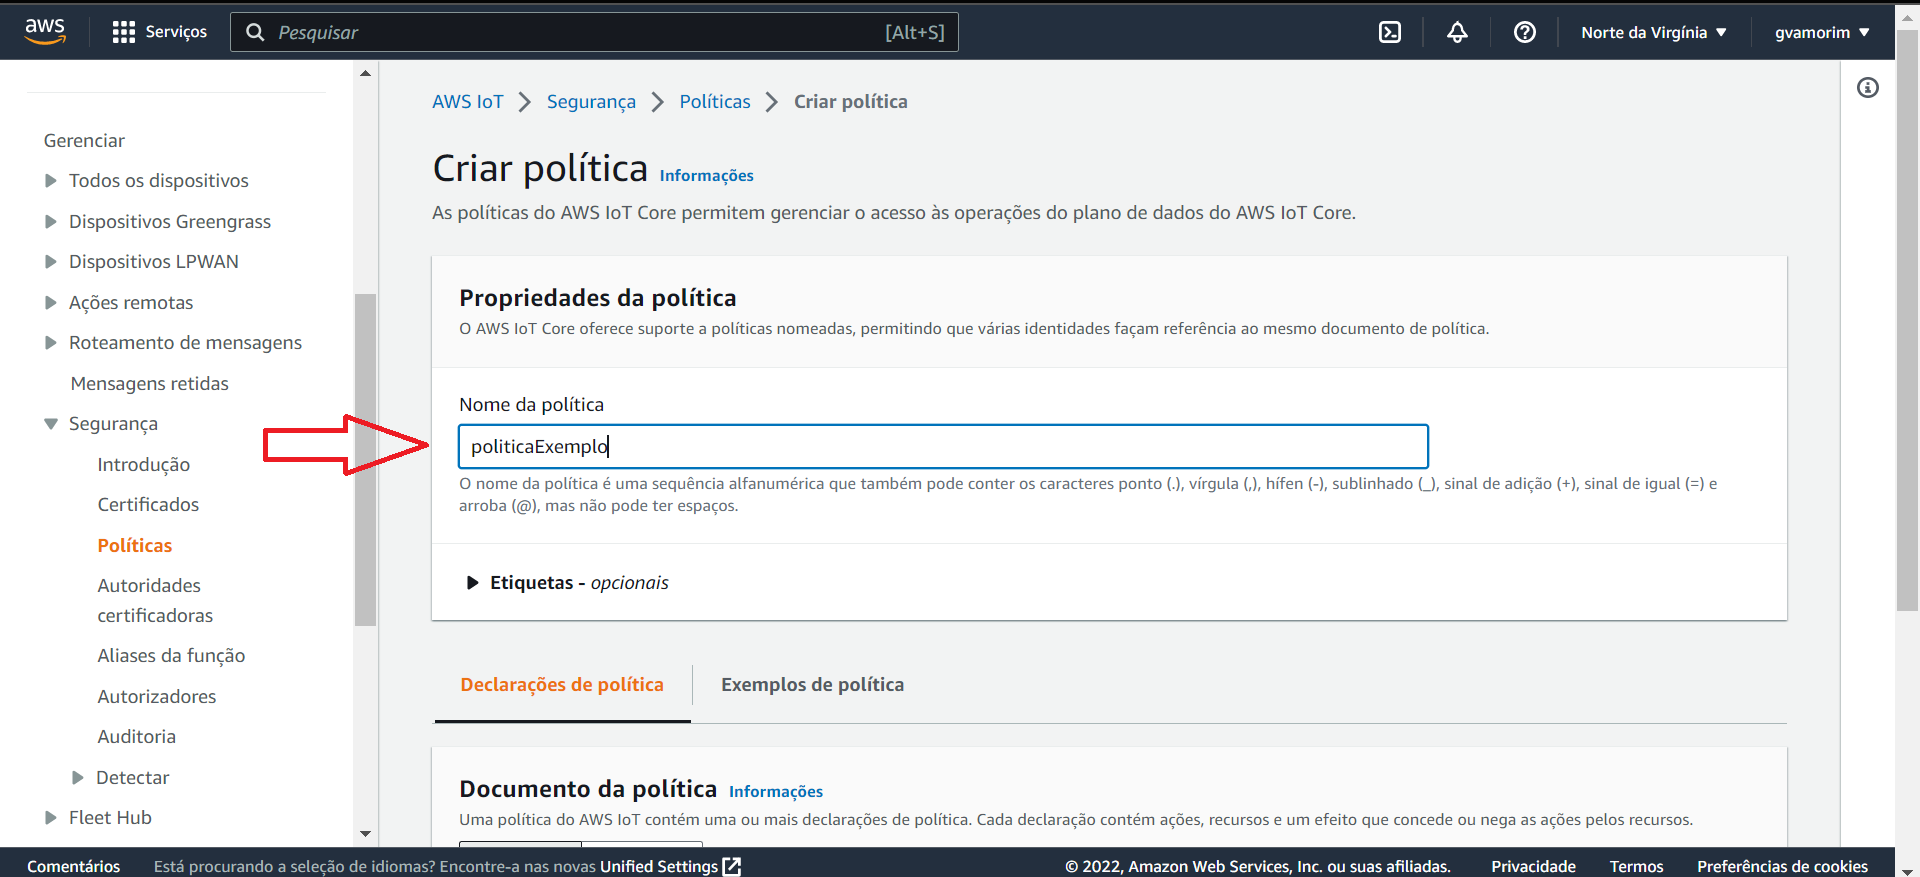 aws
Serviços
Pesquisar
[Alt+S]
Norte da Virgínia
gvamorim
Gerenciar
Todos os dispositivos
Dispositivos Greengrass
Dispositivos LPWAN
Ações remotas
Roteamento de mensagens
Mensagens retidas
Segurança
Introdução
Certificados
Políticas
Autoridades
certificadoras
Aliases da função
Autorizadores
Auditoria
Detectar
Fleet Hub
AWS IoT
Segurança
Políticas
Criar política
Criar política Informações
As políticas do AWS IoT Core permitem gerenciar o acesso às operações do plano de dados do AWS IoT Core.
Propriedades da política
O AWS IoT Core oferece suporte a políticas nomeadas, permitindo que várias identidades façam referência ao mesmo documento de política.
Nome da política
politicaExemplo
O nome da política é uma sequência alfanumérica que também pode conter os caracteres ponto (.), vírgula (,), hífen (-), sublinhado (_), sinal de adição (+), sinal de igual (=) e
arroba (@), mas não pode ter espaços.
Etiquetas - opcionais
Declarações de política
Exemplos de política
Documento da política Informações
Uma política do AWS IoT contém uma ou mais declarações de política. Cada declaração contém ações, recursos e um efeito que concede ou nega as ações pelos recursos.
Comentários
Está procurando a seleção de idiomas? Encontre-a nas novas Unified Settings
© 2022, Amazon Web Services, Inc. ou suas afiliadas.
Privacidade
Termos
Preferências de cookies